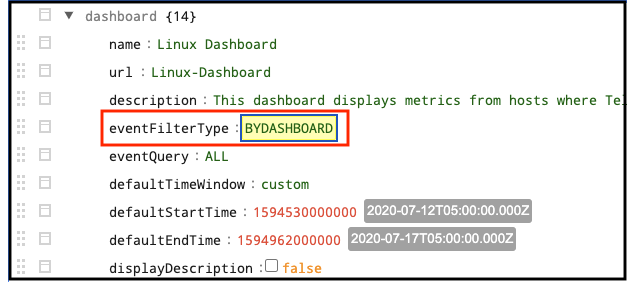 dashboard {14}
name : Linux Dashboard
url : Linux-Dashboard
description : This dashboard displays metrics from hosts where Tel
eventFilterType : BYDASHBOARD
eventQuery : ALL
defaultTimeWindow : custom
defaultStartTime : 1594530000000 2020-07-12T05:00:00.000Z
defaultEndTime : 1594962000000 2020-07-17T05:00:00.000Z
displayDescription : false